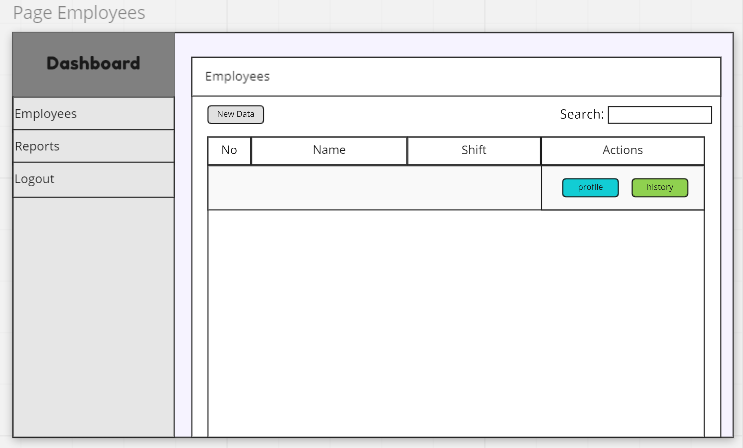 Page Employees
Dashboard
Employees
Reports
Logout
Employees
New Data
Search:
No Name Shift Actions
profile history